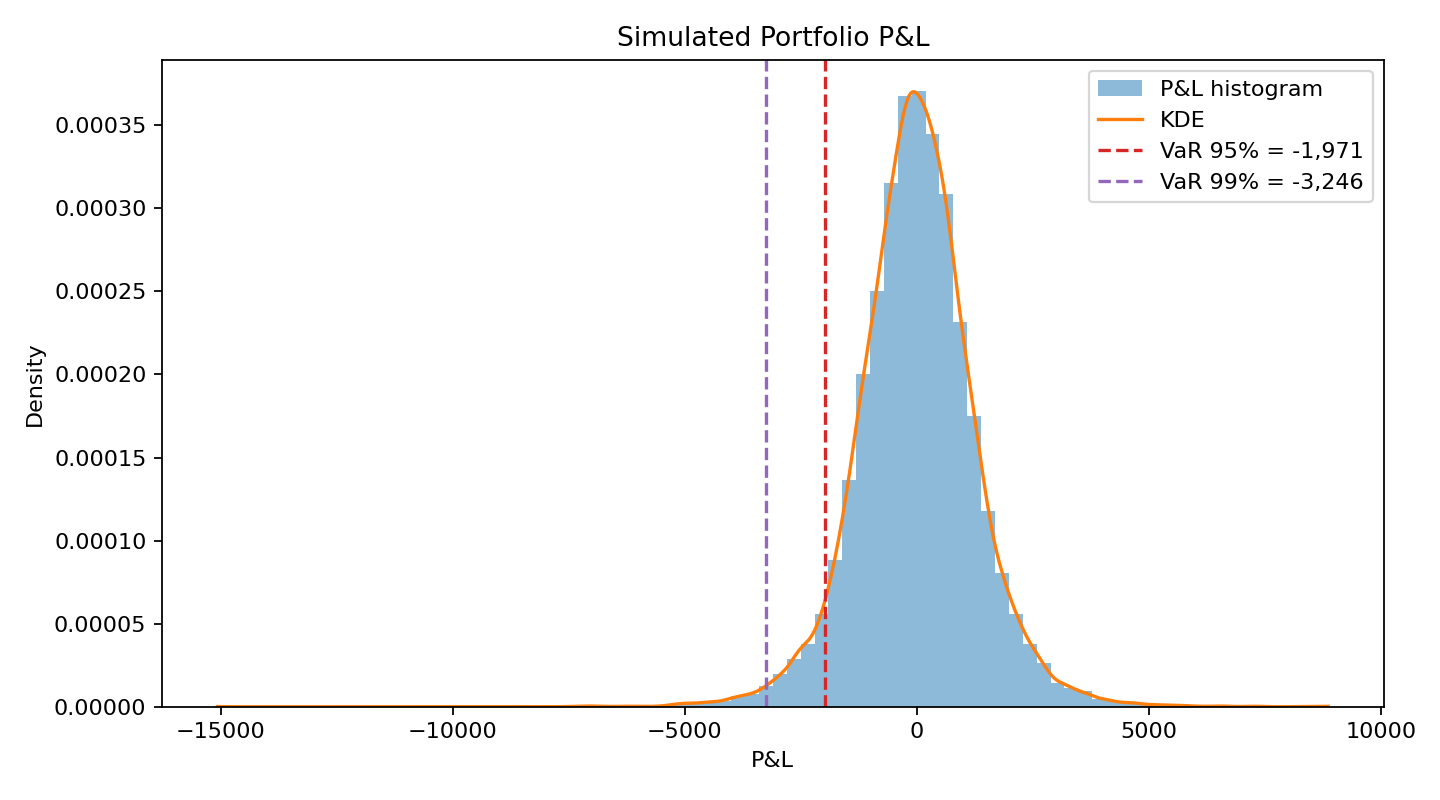 Simulated Portfolio P&L
P&L histogram
KDE
VaR 95% = -1,971
VaR 99% = -3,246
0.00035
0.00030
0.00025
0.00020
0.00015
0.00010
0.00005
0.00000
Density
−15000
−10000
−5000
0
5000
10000
P&L